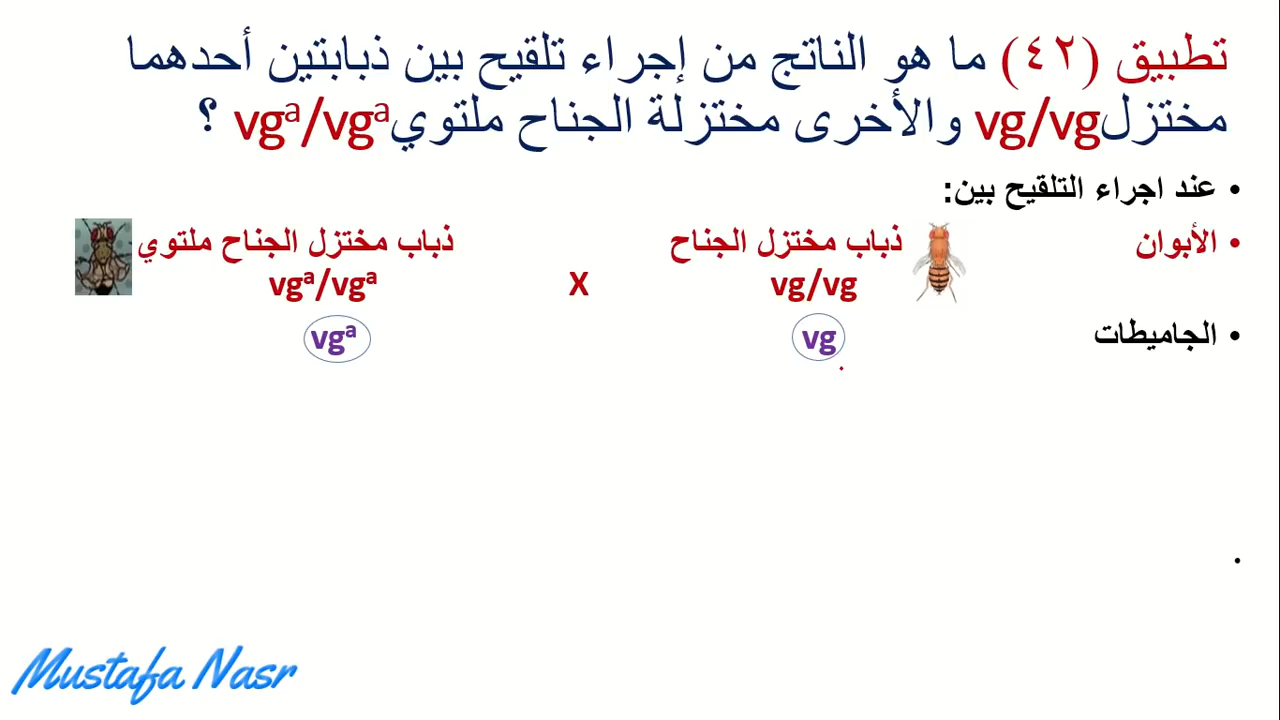 تطبيق (٤٢) ما هو الناتج من إجراء تلقيح بين ذبابتين أحدهما
مختزل vg/vg والأخرى مختزلة الجناح ملتوي vgᵃ/vgᵃ ؟
• عند اجراء التلقيح بين:
• الأبوان ذباب مختزل الجناح ذباب مختزل الجناح ملتوي
vg/vg X vgᵃ/vgᵃ
• الجاميطات vg vgᵃ
Mustafa Nasr